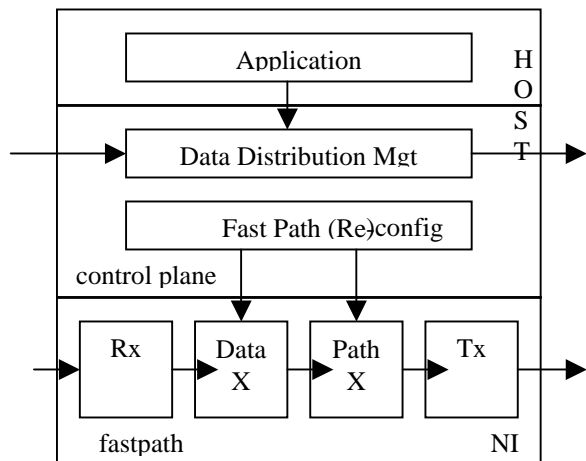 Application
H
O
S
T
Data Distribution Mgt
Fast Path (Re-)config
control plane
Rx
Data
X
Path
X
Tx
fastpath
NI